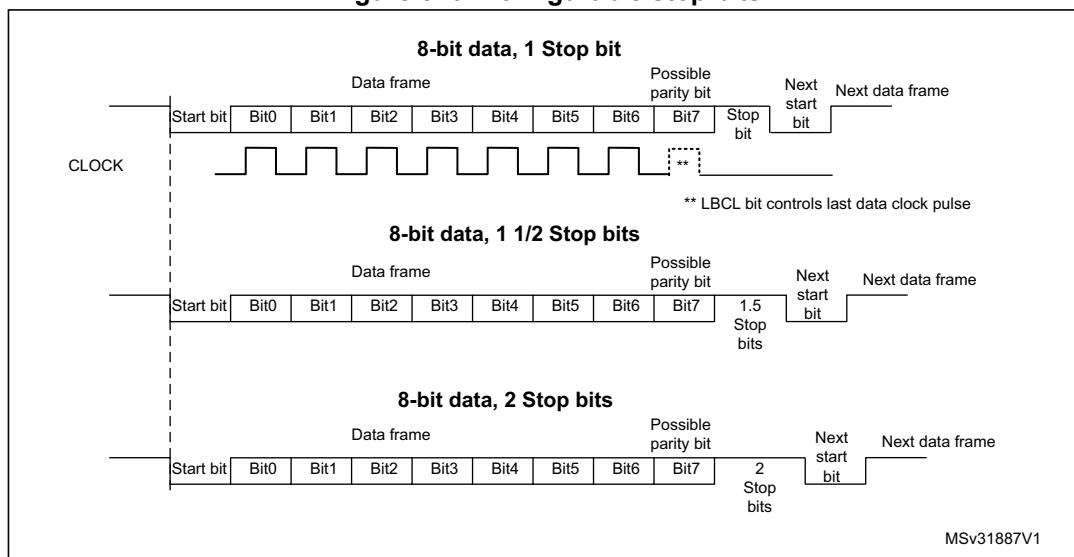 8-bit data, 1 Stop bit
Data frame
Possible
parity bit
Next
start
bit
Next data frame
Start bit Bit0 Bit1 Bit2 Bit3 Bit4 Bit5 Bit6 Bit7 Stop
bit
CLOCK
**
** LBCL bit controls last data clock pulse
8-bit data, 1 1/2 Stop bits
Data frame
Possible
parity bit
Next
start
bit
Next data frame
Start bit Bit0 Bit1 Bit2 Bit3 Bit4 Bit5 Bit6 Bit7 1.5
Stop
bits
8-bit data, 2 Stop bits
Data frame
Possible
parity bit
Next
start
bit
Next data frame
Start bit Bit0 Bit1 Bit2 Bit3 Bit4 Bit5 Bit6 Bit7 2
Stop
bits
MSv31887V1